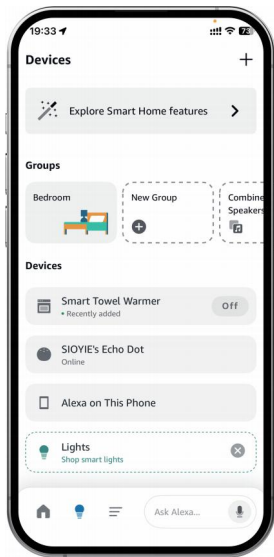 19:33
73
Devices
Explore Smart Home features
Groups
Bedroom
New Group
Combine
Speakers
Devices
Smart Towel Warmer
• Recently added
Off
SIOYIE's Echo Dot
Online
Alexa on This Phone
Lights
Shop smart lights
Ask Alexa...